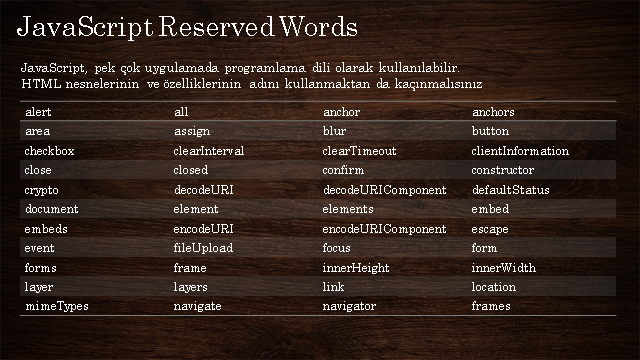 JavaScript Reserved Words
JavaScript, pek çok uygulamada programlama dili olarak kullanılabilir.
HTML nesnelerinin ve özelliklerinin adını kullanmaktan da kaçınmalısınız
alert all anchor anchors
area assign blur button
checkbox clearInterval clearTimeout clientInformation
close closed confirm constructor
crypto decodeURI decodeURIComponent defaultStatus
document element elements embed
embeds encodeURI encodeURIComponent escape
event fileUpload focus form
forms frame innerHeight innerWidth
layer layers link location
mimeTypes navigate navigator frames